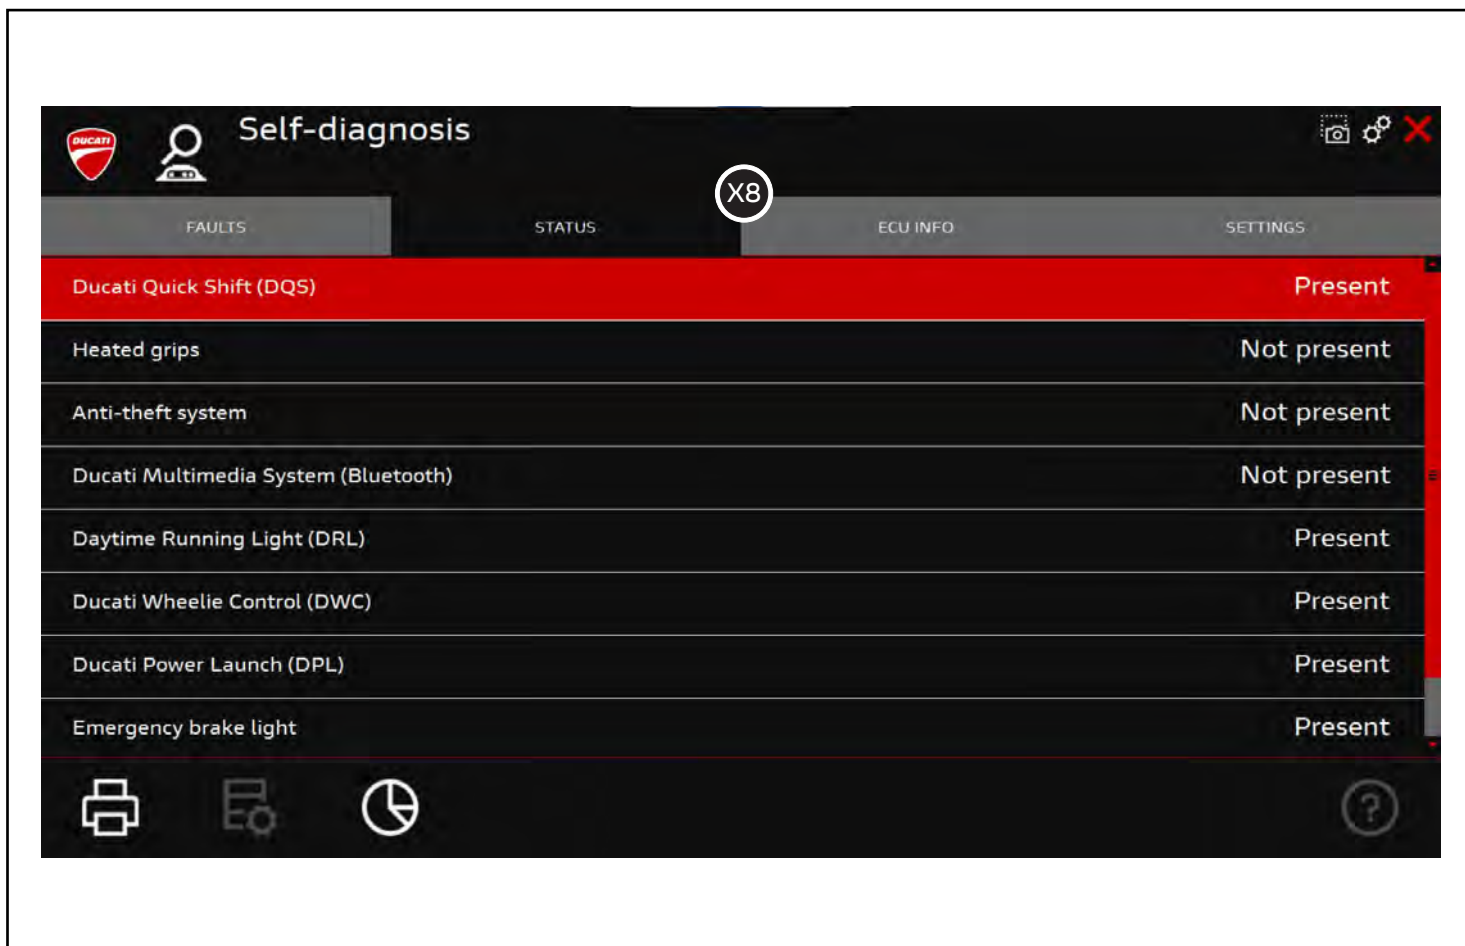 DUCATI
Self-diagnosis
X8
FAULTS STATUS ECU INFO SETTINGS
Ducati Quick Shift (DQS) Present
Heated grips Not present
Anti-theft system Not present
Ducati Multimedia System (Bluetooth) Not present
Daytime Running Light (DRL) Present
Ducati Wheelie Control (DWC) Present
Ducati Power Launch (DPL) Present
Emergency brake light Present
?